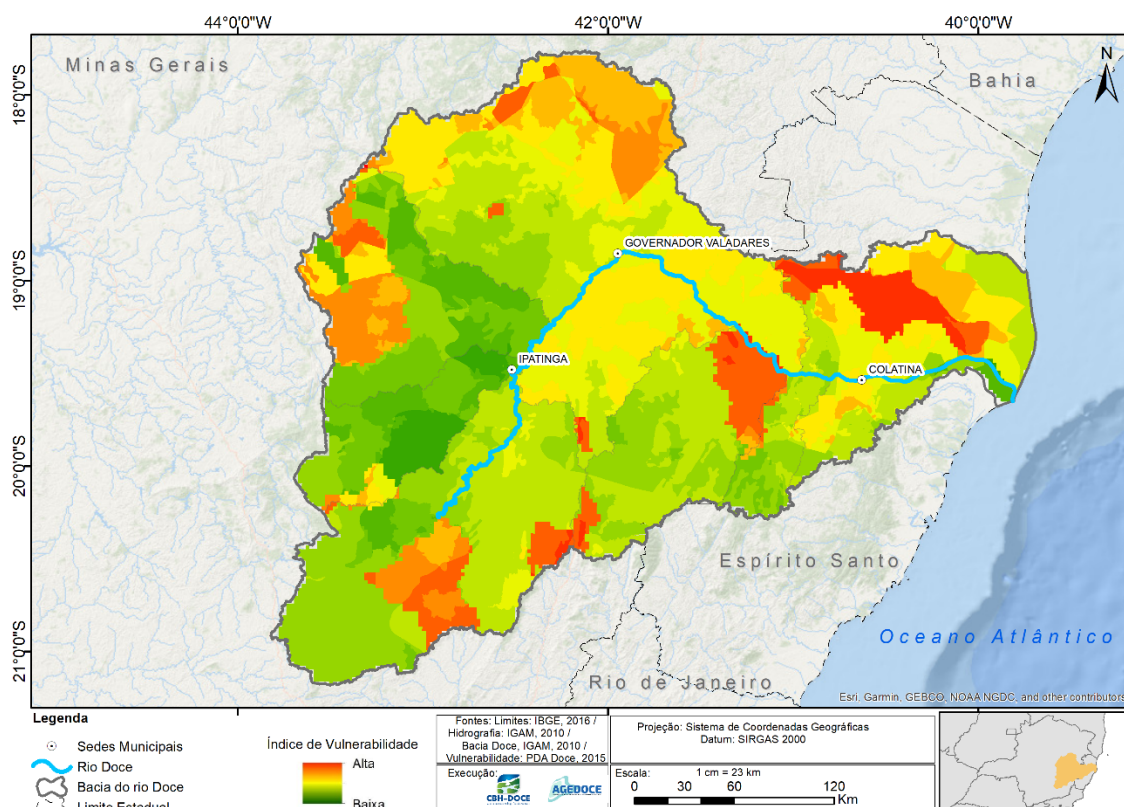 44°0'0"W
42°0'0"W
40°0'0"W
Minas Gerais
Bahia
N
18°0'0"S
19°0'0"S
20°0'0"S
21°0'0"S
GOVERNADOR VALADARES
IPATINGA
COLATINA
Espírito Santo
Oceano Atlântico
Rio de Janeiro
Esri, Garmin, GEBCO, NOAA NGDC, and other contributors
Legenda
Sedes Municipais
Rio Doce
Bacia do rio Doce
Limite Estadual
Índice de Vulnerabilidade
Alta
Baixa
Fontes: Limites: IBGE, 2016 /
Hidrografia: IGAM, 2010 /
Bacia Doce, IGAM, 2010 /
Vulnerabilidade: PDA Doce, 2015
Execução:
CBH-DOCE
AGEDOCE
Projeção: Sistema de Coordenadas Geográficas
Datum: SIRGAS 2000
Escala: 1 cm = 23 km
0 30 60 120
Km